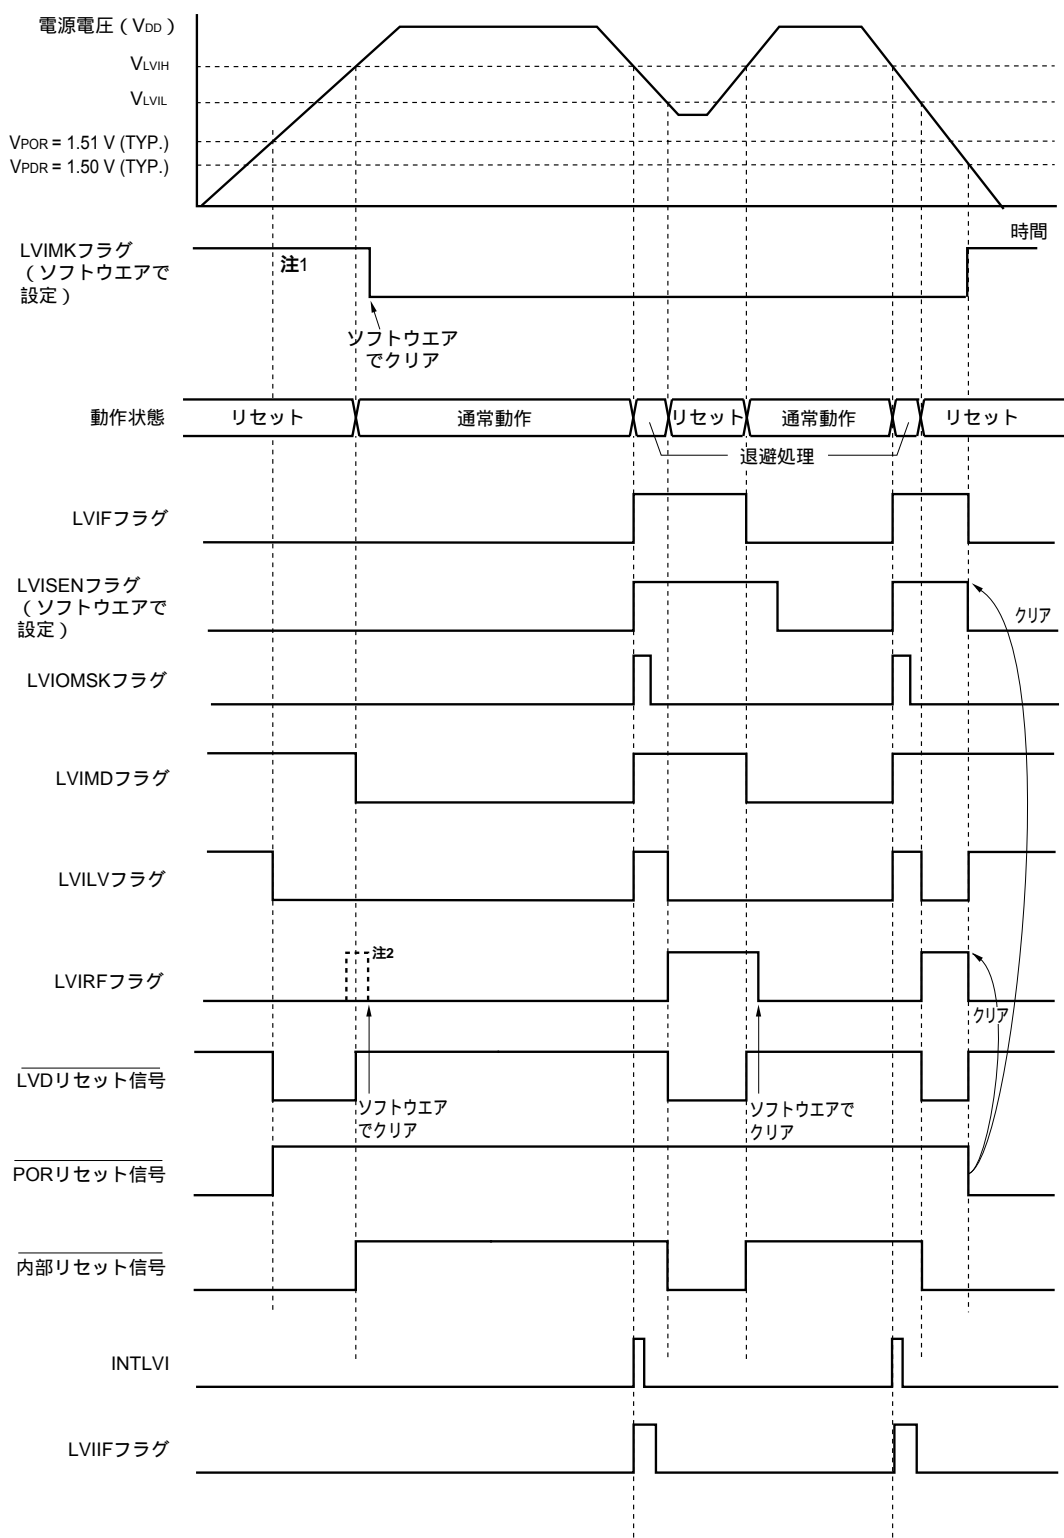 電源電圧（VDD）
VLVIH
VLVIL
VPOR = 1.51 V (TYP.)
VPDR = 1.50 V (TYP.)
時間
LVIMKフラグ
（ソフトウエアで
設定）
注1
ソフトウエア
でクリア
動作状態
リセット
通常動作
リセット
通常動作
リセット
退避処理
LVIFフラグ
LVISENフラグ
（ソフトウエアで
設定）
クリア
LVIOMSKフラグ
LVIMDフラグ
LVILVフラグ
注2
LVIRFフラグ
クリア
LVDリセット信号
ソフトウエア
でクリア
ソフトウエアで
クリア
PORリセット信号
内部リセット信号
INTLVI
LVIIFフラグ